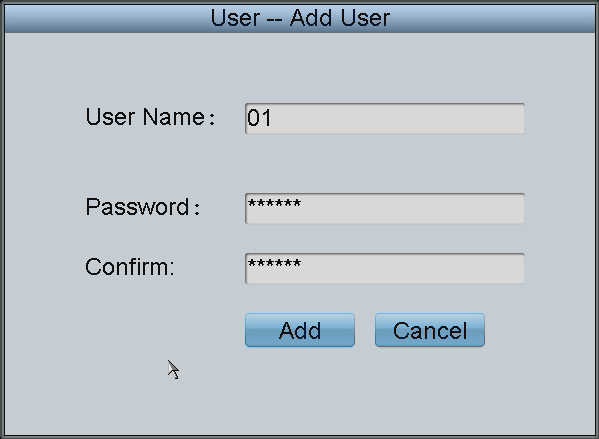 User -- Add User
User Name: 01
Password: ******
Confirm: ******
Add Cancel